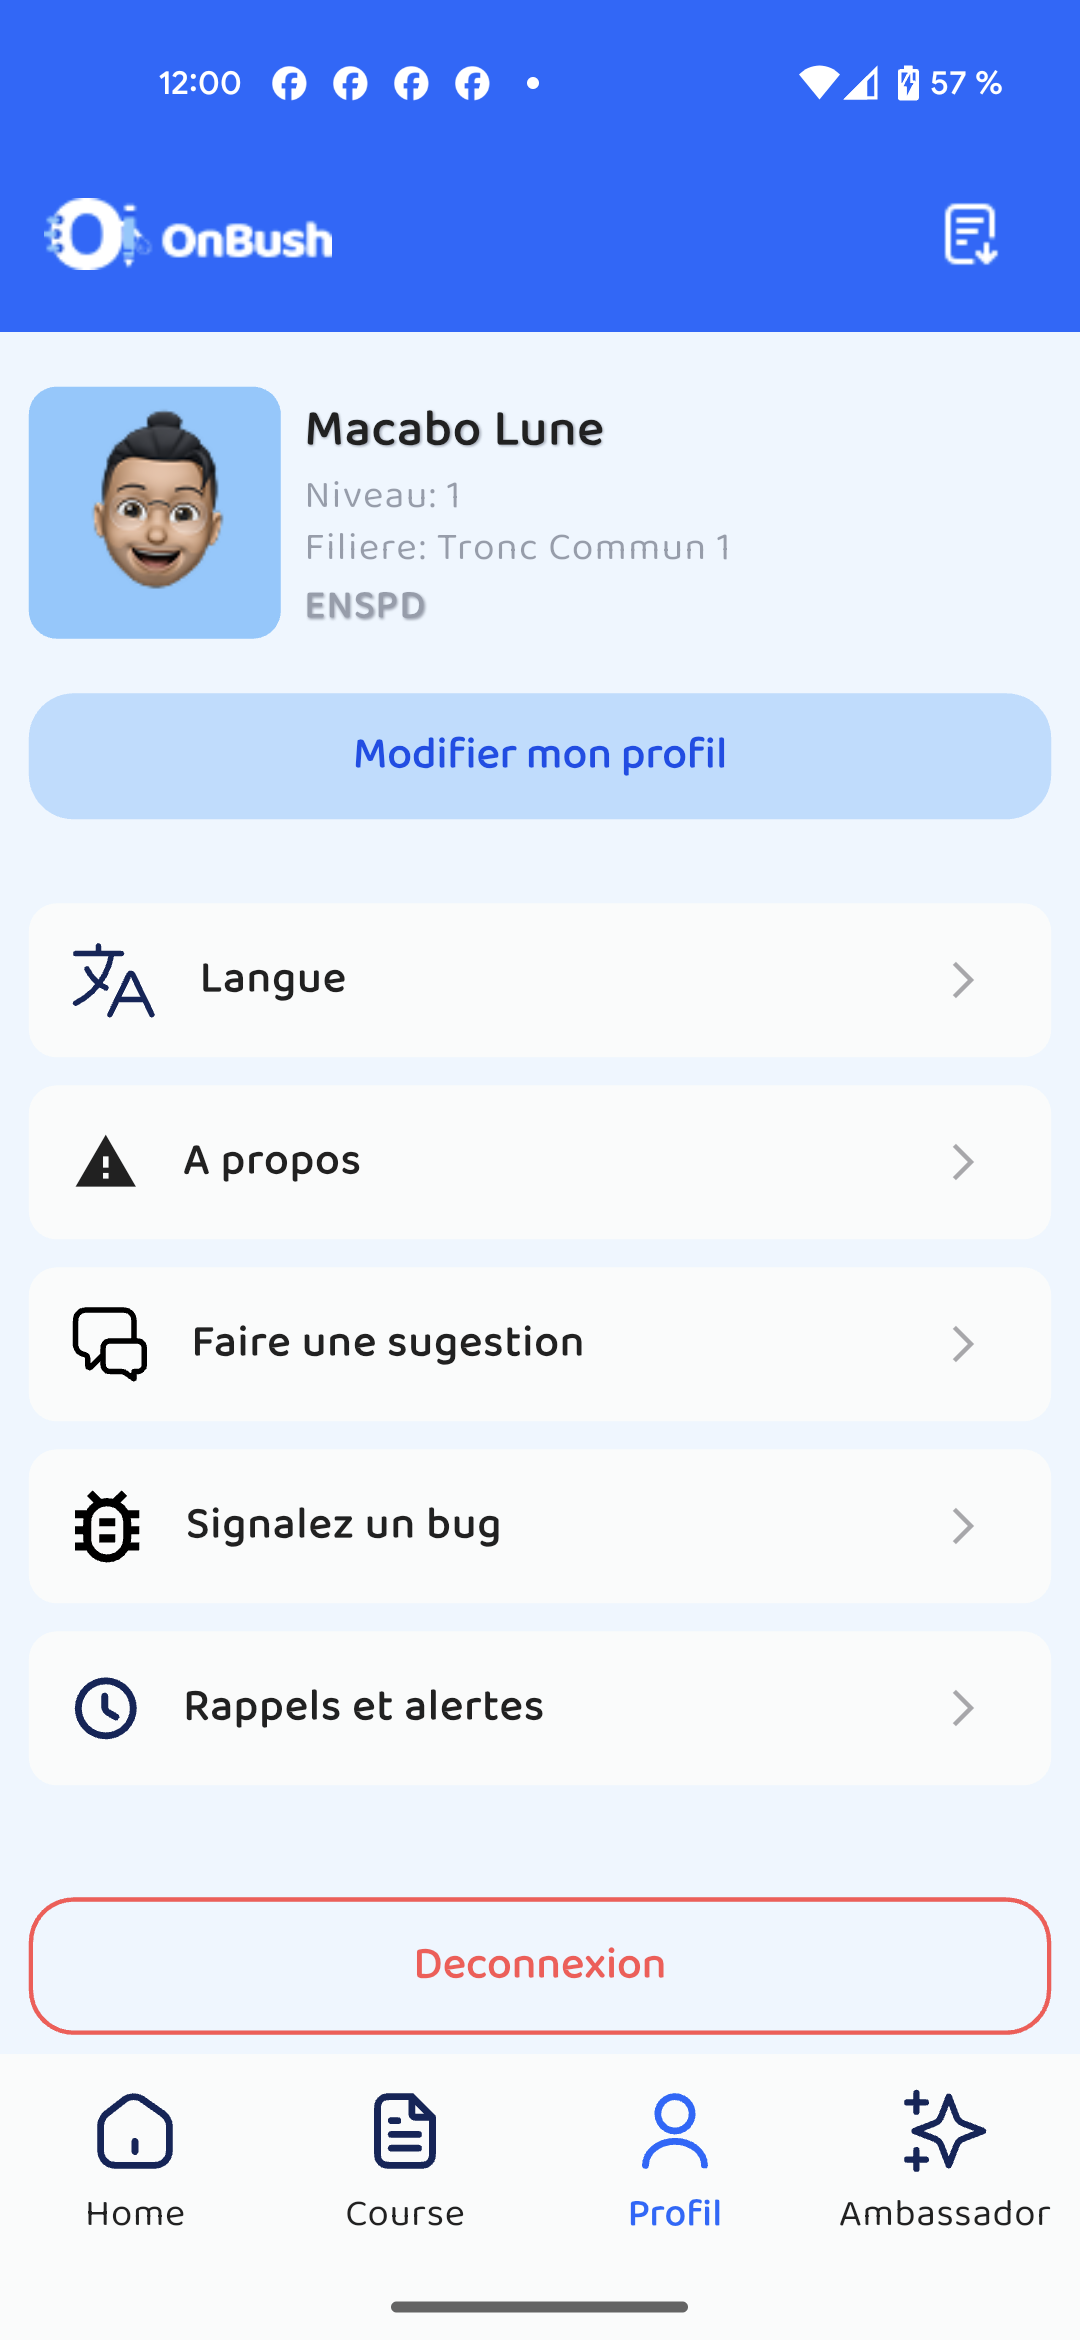 12:00
57 %
OnBush
Macabo Lune
Niveau: 1
Filiere: Tronc Commun 1
ENSPD
Modifier mon profil
Langue
A propos
Faire une sugestion
Signalez un bug
Rappels et alertes
Deconnexion
Home
Course
Profil
Ambassador